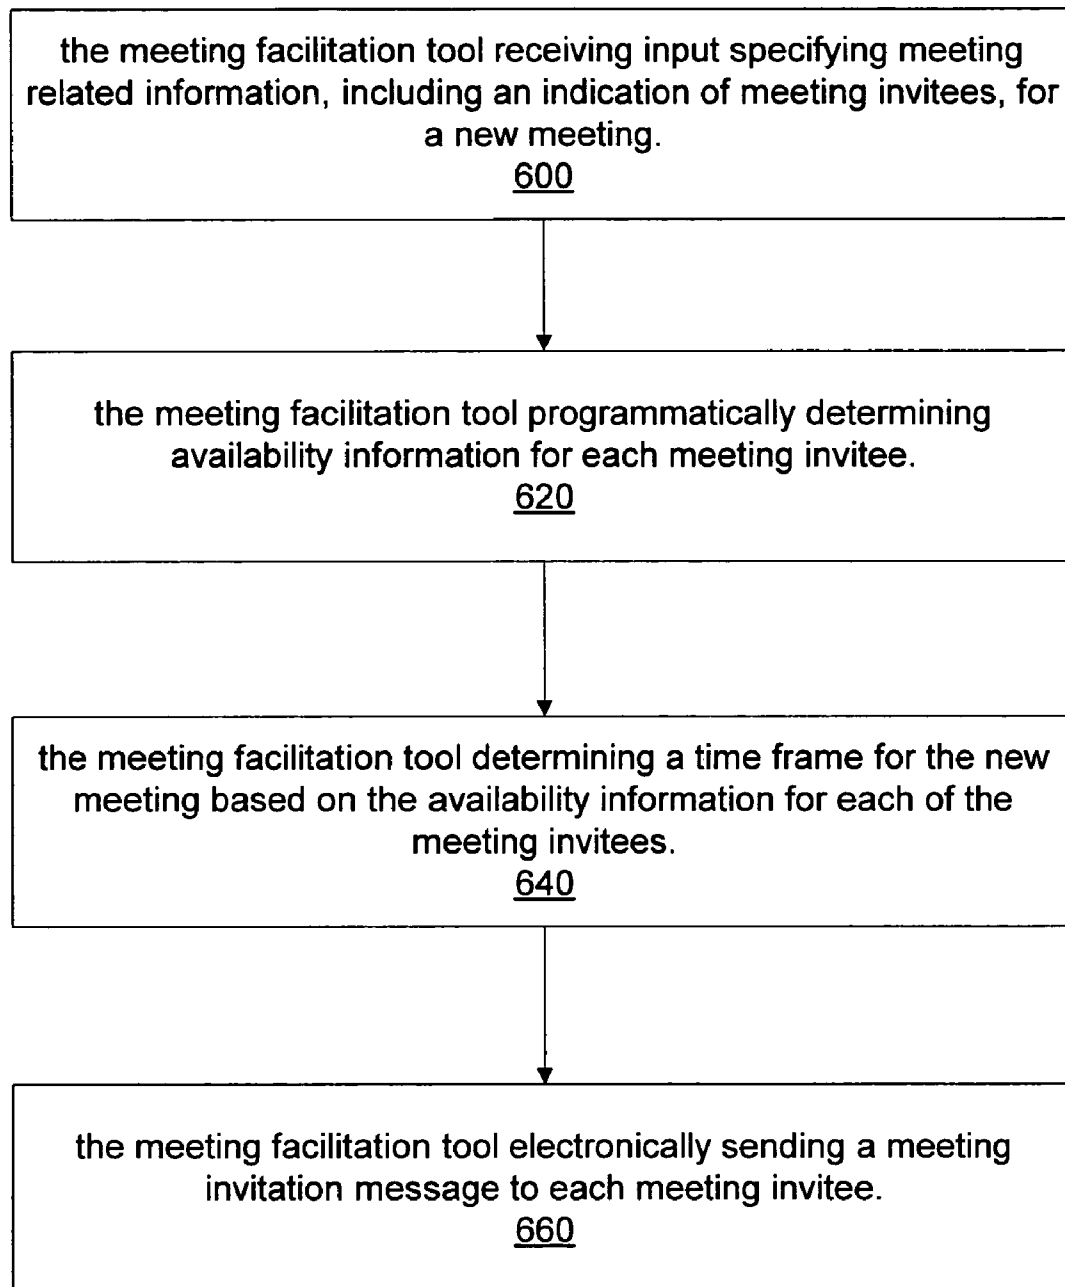 the meeting facilitation tool receiving input specifying meeting
related information, including an indication of meeting invitees, for
a new meeting.
600
the meeting facilitation tool programmatically determining
availability information for each meeting invitee.
620
the meeting facilitation tool determining a time frame for the new
meeting based on the availability information for each of the
meeting invitees.
640
the meeting facilitation tool electronically sending a meeting
invitation message to each meeting invitee.
660